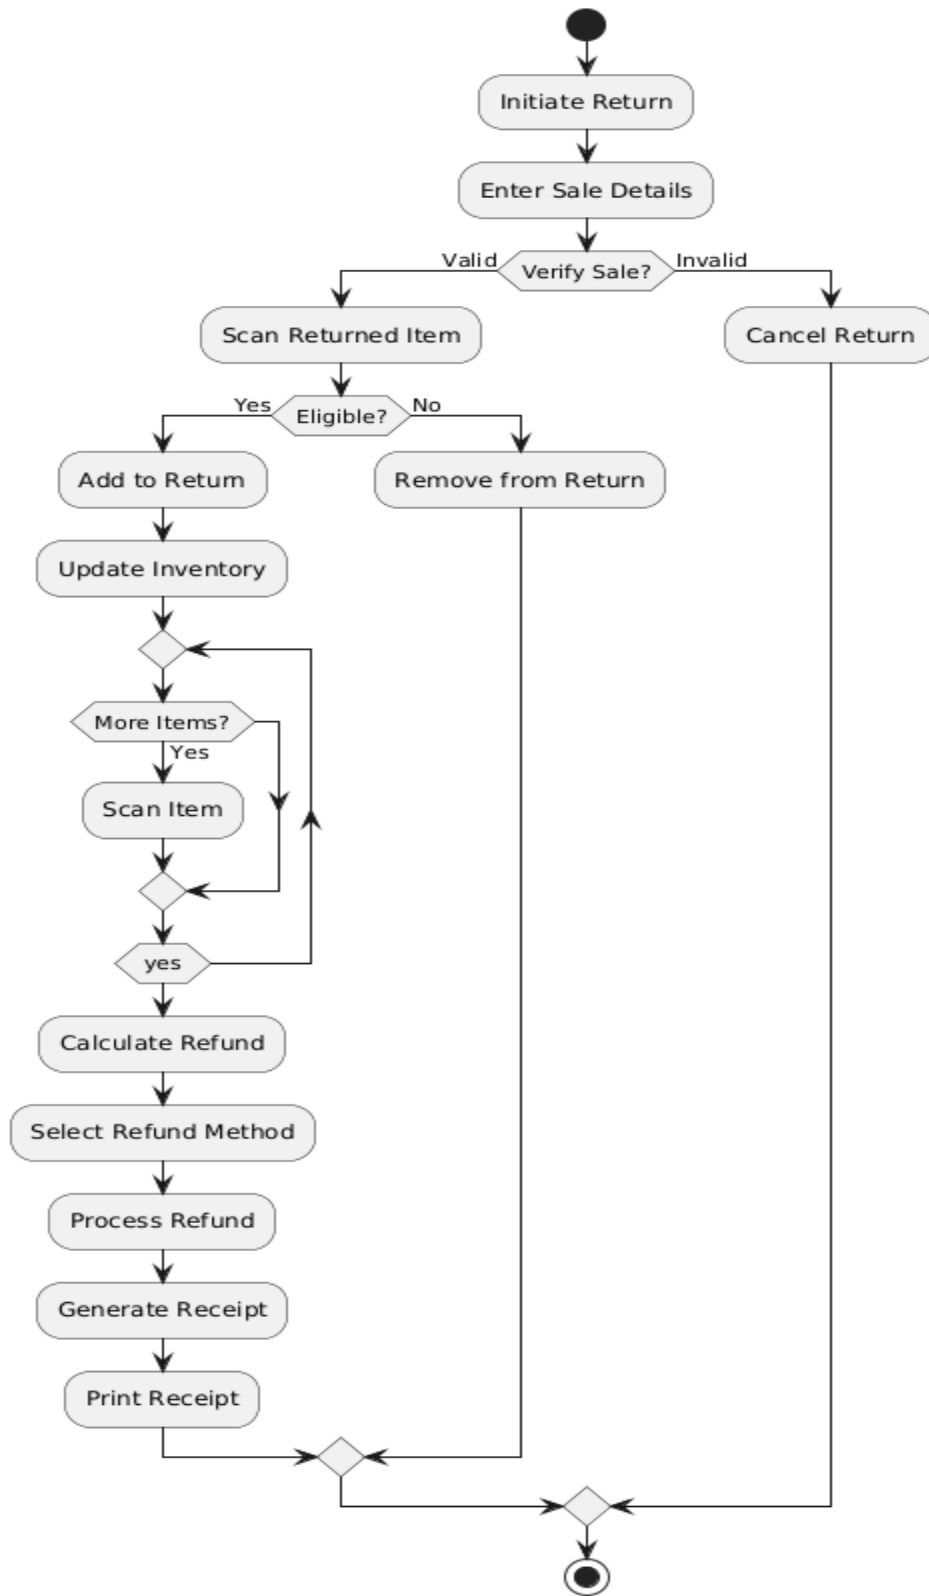 Initiate Return
Enter Sale Details
Valid
Verify Sale?
Invalid
Scan Returned Item
Cancel Return
Yes
Eligible?
No
Add to Return
Remove from Return
Update Inventory
More Items?
Yes
Scan Item
yes
Calculate Refund
Select Refund Method
Process Refund
Generate Receipt
Print Receipt